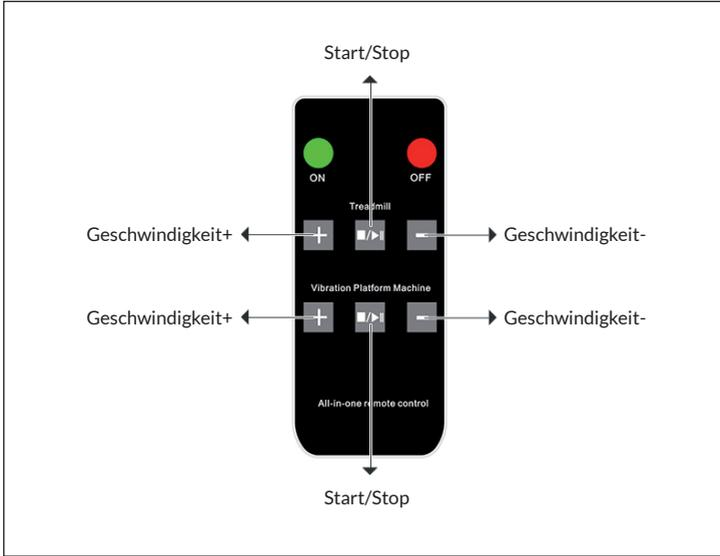 Start/Stop
ON OFF
Treadmill
Geschwindigkeit+ + ■/▶॥ - Geschwindigkeit-
Vibration Platform Machine
Geschwindigkeit+ + ■/▶॥ - Geschwindigkeit-
All-in-one remote control
Start/Stop